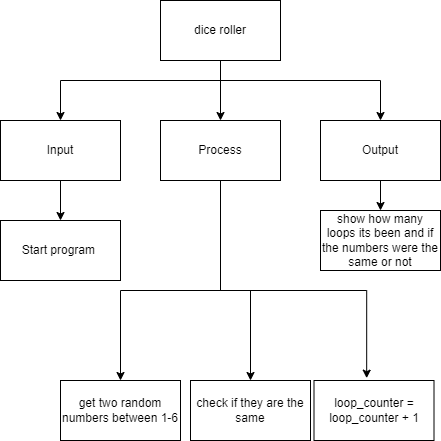 dice roller
Input
Process
Output
Start program
show how many
loops its been and if
the numbers were the
same or not
get two random
numbers between 1-6
check if they are the
same
loop_counter =
loop_counter + 1